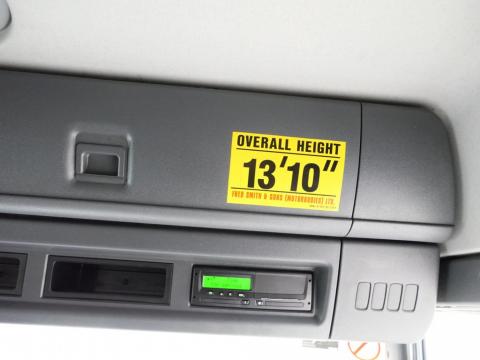 OVERALL HEIGHT
13'10"
FRED SMITH & SONS (MOTORBODIES) LTD.